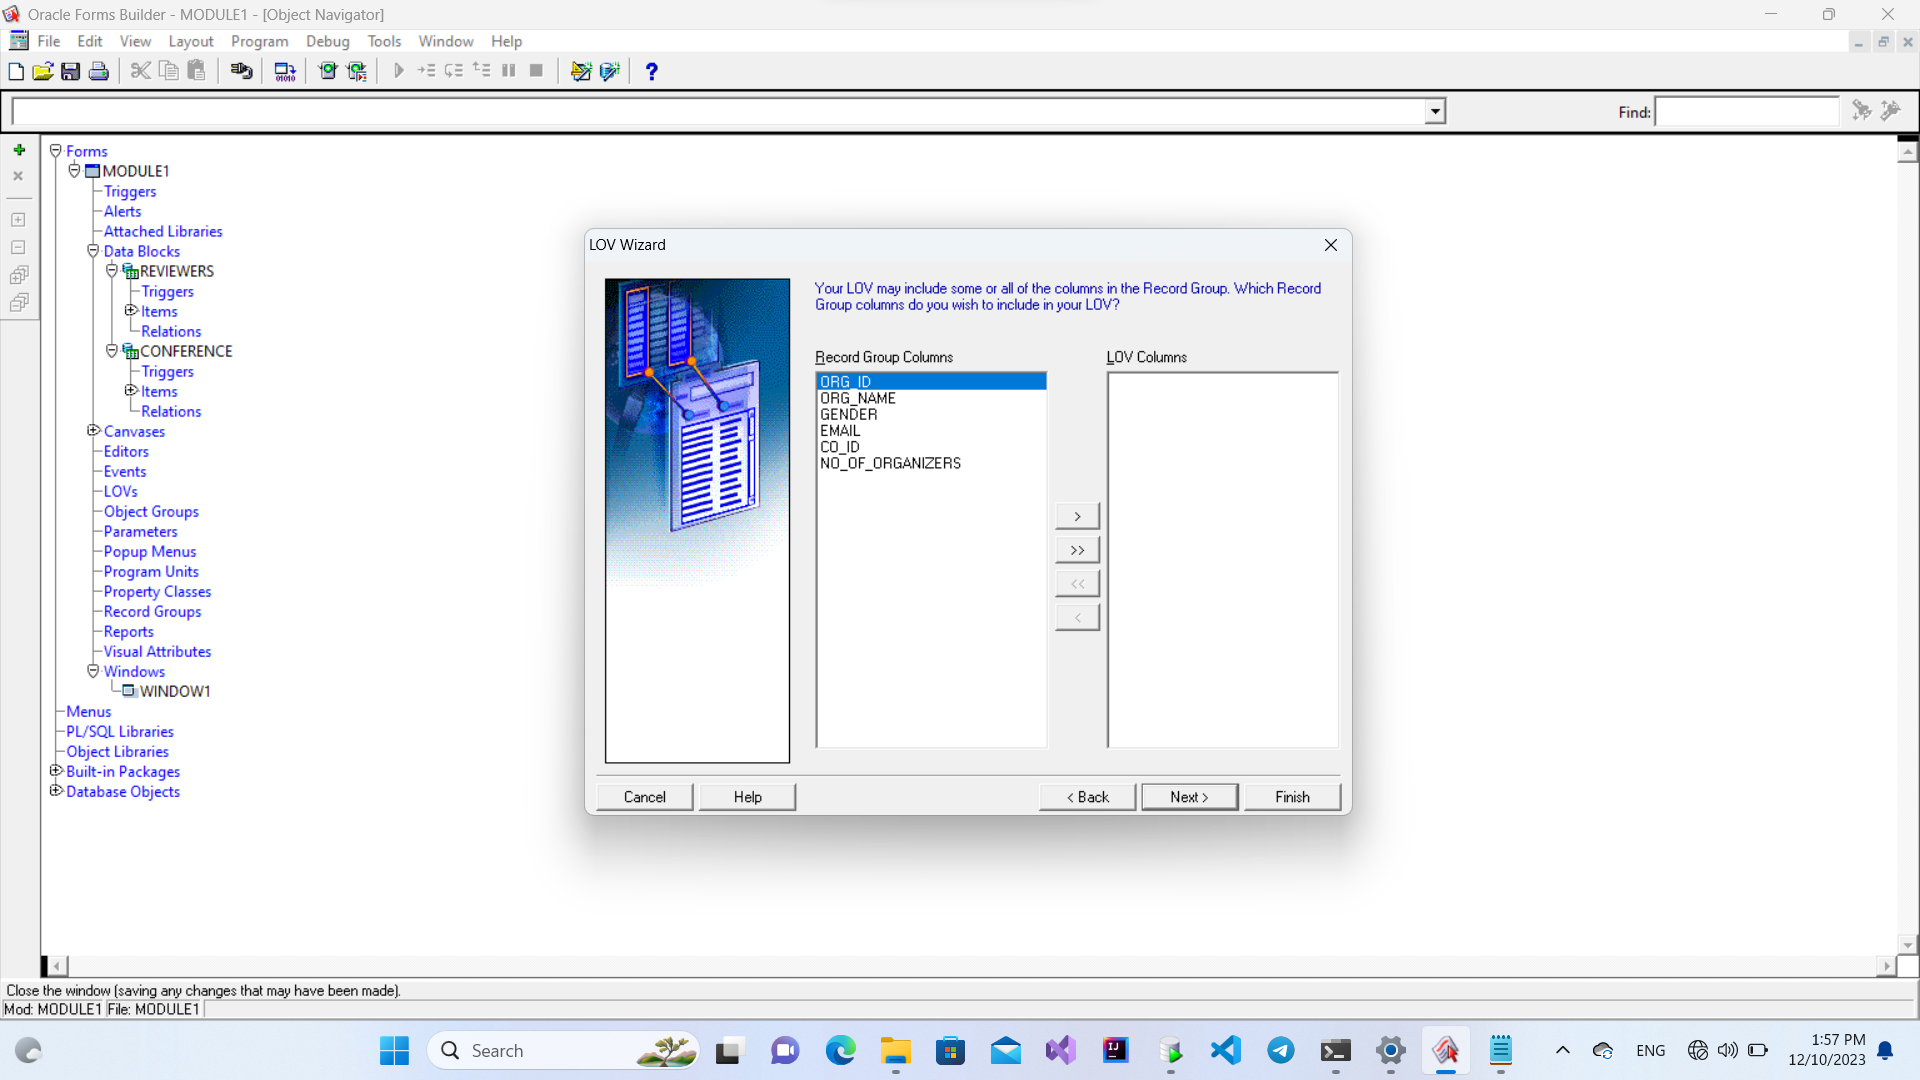 Oracle Forms Builder - MODULE1 - [Object Navigator]
File Edit View Layout Program Debug Tools Window Help
Find:
Forms
MODULE1
Triggers
Alerts
Attached Libraries
Data Blocks
REVIEWERS
Triggers
Items
Relations
CONFERENCE
Triggers
Items
Relations
Canvases
Editors
Events
LOVs
Object Groups
Parameters
Popup Menus
Program Units
Property Classes
Record Groups
Reports
Visual Attributes
Windows
WINDOW1
Menus
PL/SQL Libraries
Object Libraries
Built-in Packages
Database Objects
LOV Wizard
Your LOV may include some or all of the columns in the Record Group. Which Record
Group columns do you wish to include in your LOV?
Record Group Columns
ORG_ID
ORG_NAME
GENDER
EMAIL
CO_ID
NO_OF_ORGANIZERS
>
>>
<<
<
LOV Columns
Cancel Help < Back Next > Finish
Close the window (saving any changes that may have been made).
Mod: MODULE1 File: MODULE1
Search
ENG
1:57 PM
12/10/2023